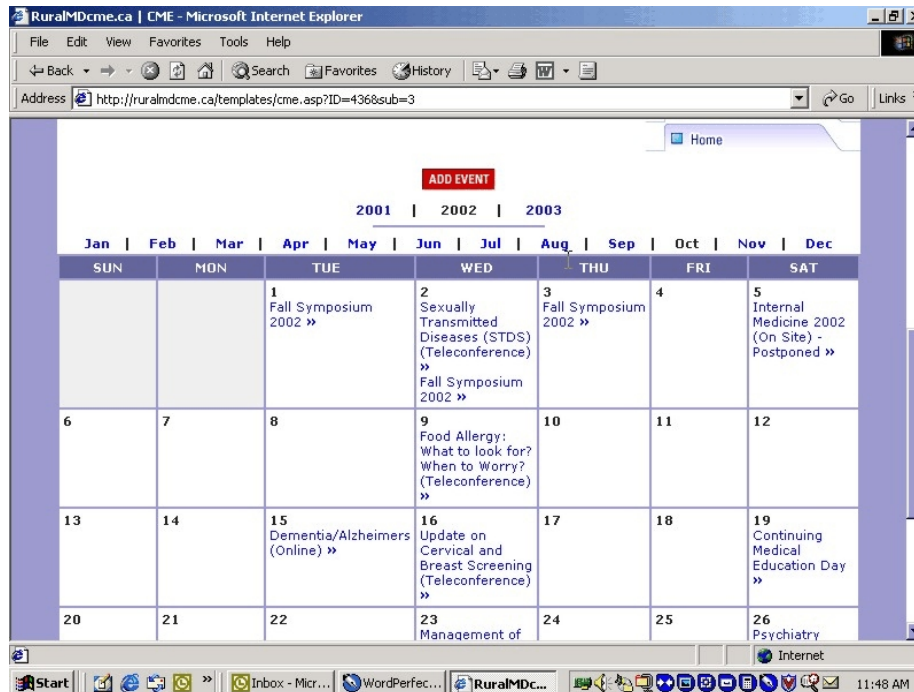 RuralMDcme.ca | CME - Microsoft Internet Explorer
File Edit View Favorites Tools Help
Back Search Favorites History
Address http://ruralmdcme.ca/templates/cme.asp?ID=436&sub=3 Go Links
Home
ADD EVENT
2001 | 2002 | 2003
Jan | Feb | Mar | Apr | May | Jun | Jul | Aug | Sep | Oct | Nov | Dec
SUN MON TUE WED THU FRI SAT
1
Fall Symposium
2002 »
2
Sexually
Transmitted
Diseases (STDS)
(Teleconference)
»
Fall Symposium
2002 »
3
Fall Symposium
2002 »
4
5
Internal
Medicine 2002
(On Site) -
Postponed »
6
7
8
9
Food Allergy:
What to look for?
When to Worry?
(Teleconference)
»
10
11
12
13
14
15
Dementia/Alzheimers
(Online) »
16
Update on
Cervical and
Breast Screening
(Teleconference)
»
17
18
19
Continuing
Medical
Education Day
»
20
21
22
23
Management of
24
25
26
Psychiatry
Internet
Start » Inbox - Micr... WordPerfec... RuralMDc... 11:48 AM